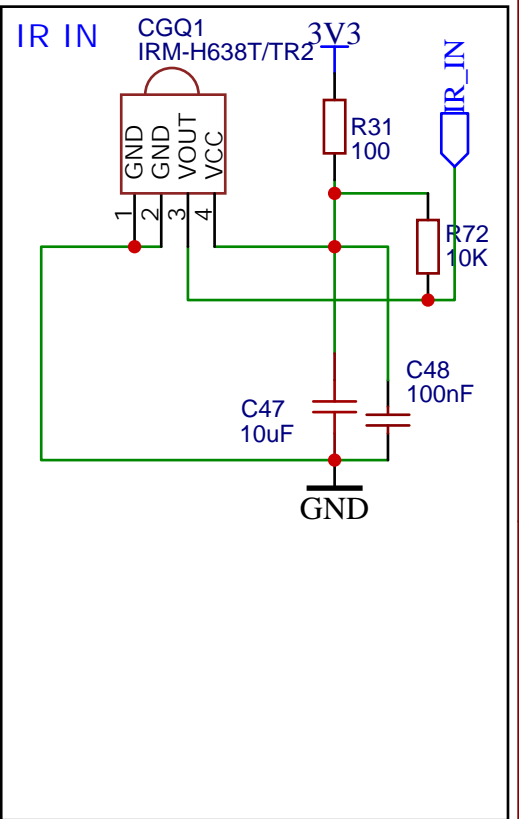 IR IN
CGQ1
IRM-H638T/TR2
3V3
IR_IN
GND
GND
VOUT
VCC
1
2
3
4
R31
100
R72
10K
C48
100nF
C47
10uF
GND